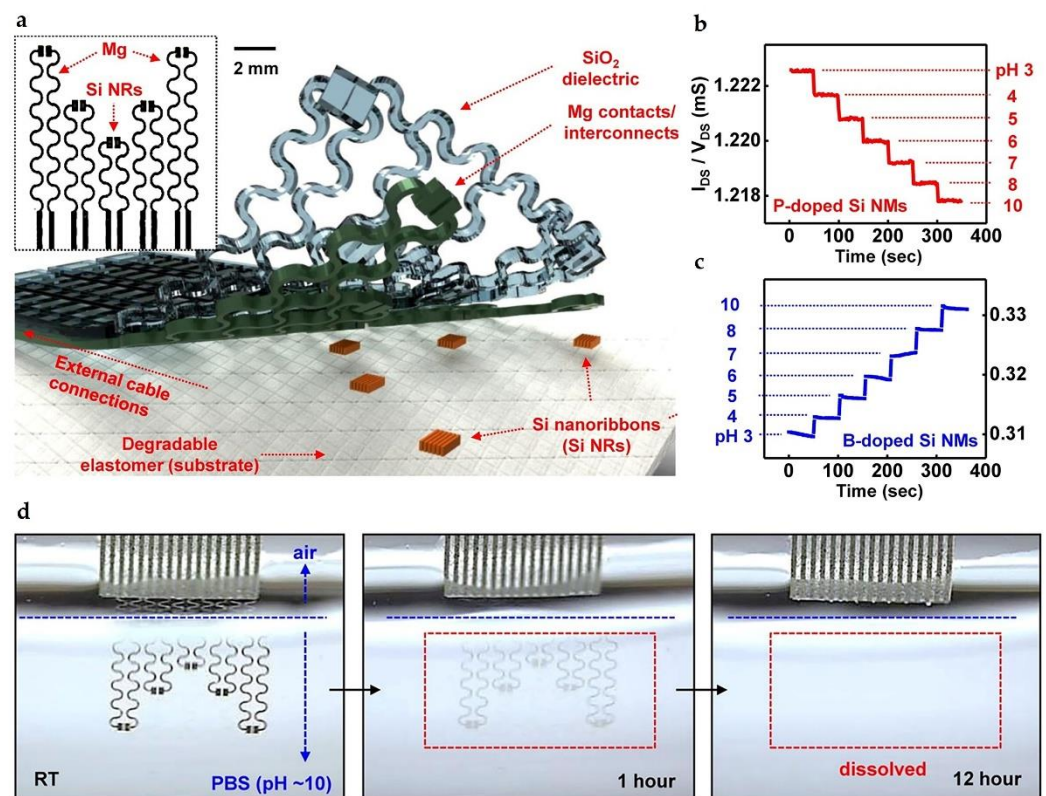 a
Mg
Si NRs
2 mm
SiO2
dielectric
Mg contacts/
interconnects
External cable
connections
Degradable
elastomer (substrate)
Si nanoribbons
(Si NRs)
b
IDS / VDS (mS)
1.222
1.220
1.218
pH 3
4
5
6
7
8
10
P-doped Si NMs
0 100 200 300 400
Time (sec)
c
10
8
7
6
5
4
pH 3
0.33
0.32
0.31
B-doped Si NMs
0 100 200 300 400
Time (sec)
d
air
RT
PBS (pH ~10)
1 hour
dissolved
12 hour